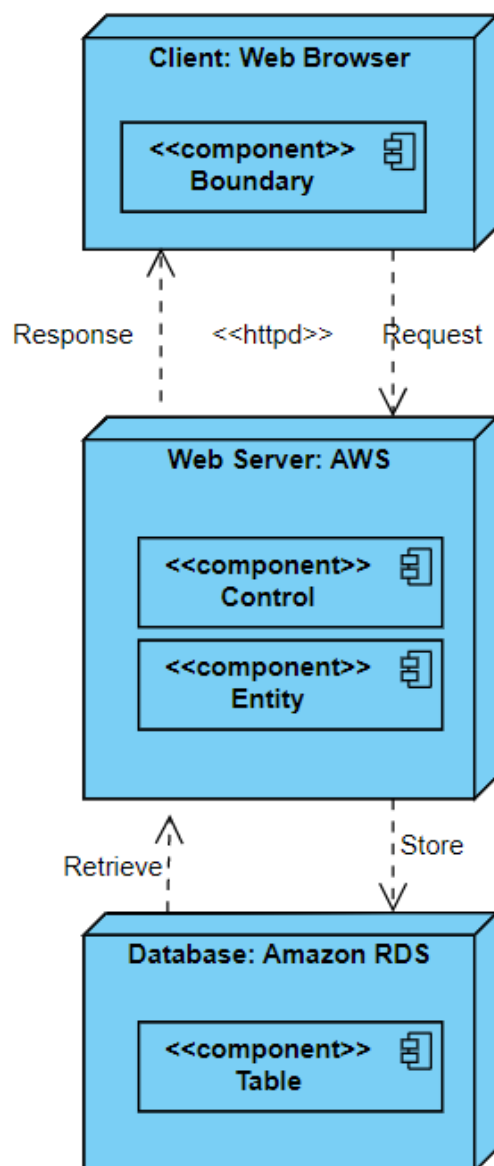 Client: Web Browser
<<component>>
Boundary
Response
<<httpd>>
Request
Web Server: AWS
<<component>>
Control
<<component>>
Entity
Retrieve
Store
Database: Amazon RDS
<<component>>
Table